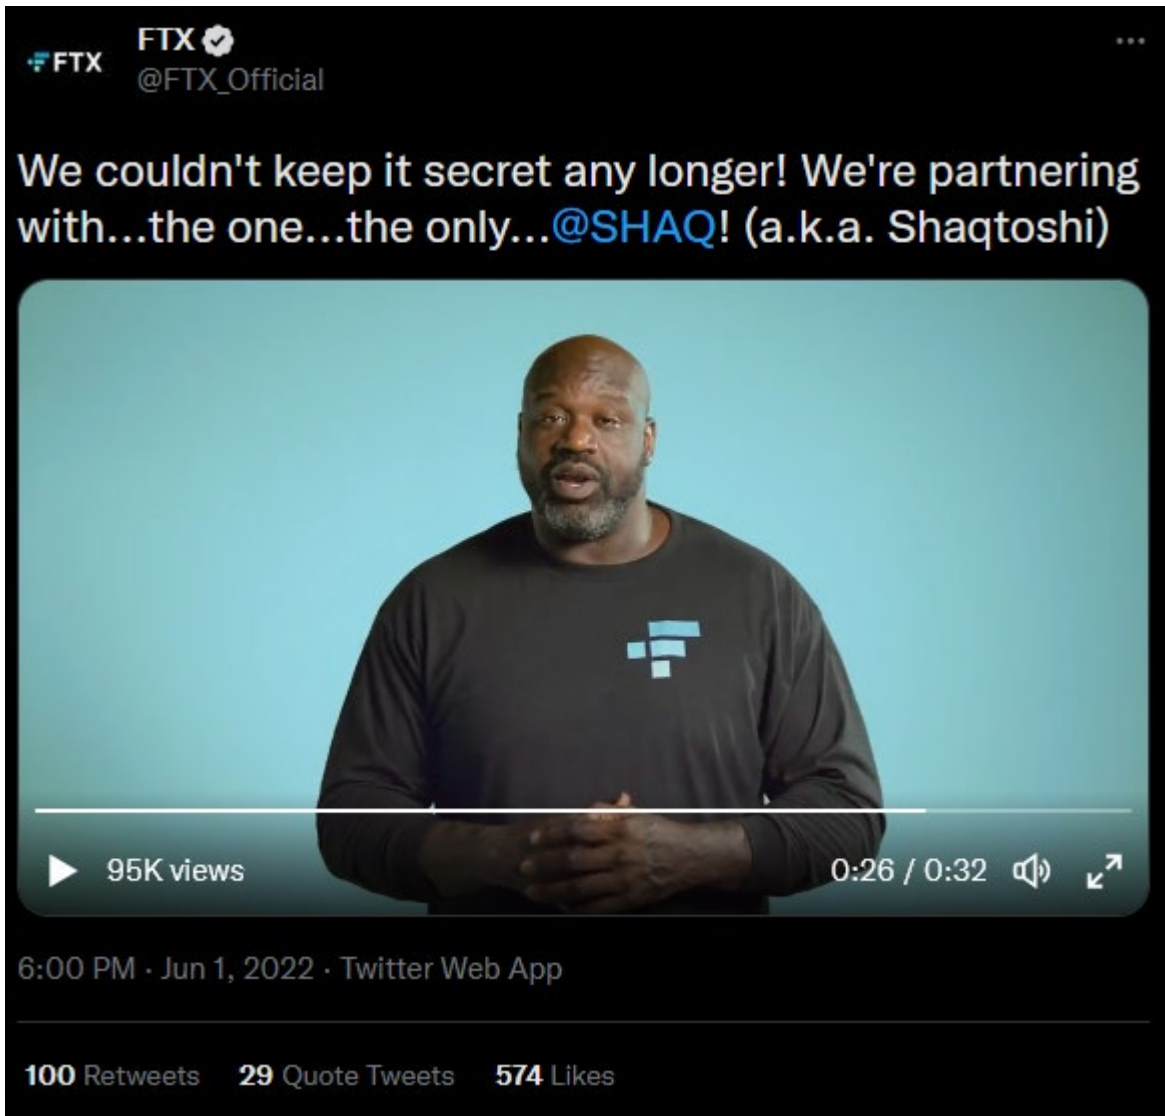 FTX
FTX
@FTX_Official
We couldn't keep it secret any longer! We're partnering
with...the one...the only...@SHAQ! (a.k.a. Shaqtoshi)
95K views
0:26 / 0:32
6:00 PM · Jun 1, 2022 · Twitter Web App
100 Retweets 29 Quote Tweets 574 Likes